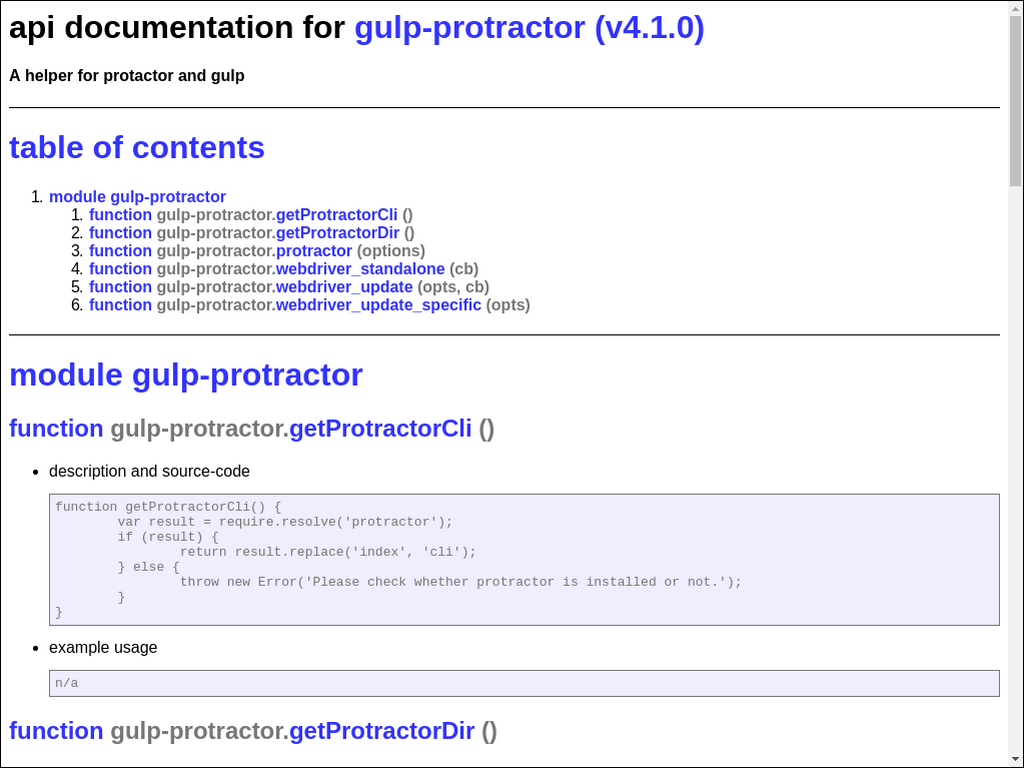 api documentation for gulp-protractor (v4.1.0)
A helper for protactor and gulp
table of contents
1. module gulp-protractor
1. function gulp-protractor.getProtractorCli ()
2. function gulp-protractor.getProtractorDir ()
3. function gulp-protractor.protractor (options)
4. function gulp-protractor.webdriver_standalone (cb)
5. function gulp-protractor.webdriver_update (opts, cb)
6. function gulp-protractor.webdriver_update_specific (opts)
module gulp-protractor
function gulp-protractor.getProtractorCli ()
• description and source-code
function getProtractorCli() {
        var result = require.resolve('protractor');
        if (result) {
                return result.replace('index', 'cli');
        } else {
                throw new Error('Please check whether protractor is installed or not.');
        }
}
• example usage
n/a
function gulp-protractor.getProtractorDir ()